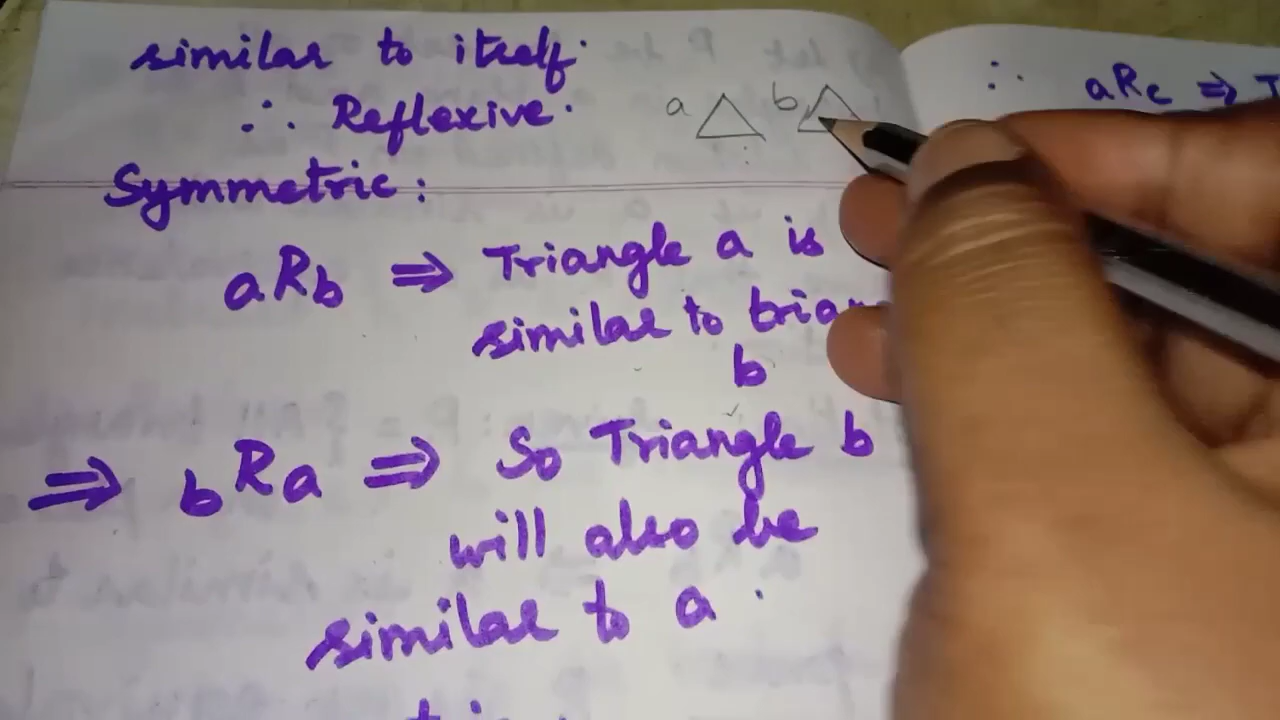 similar to itself.
∴ Reflexive.
a b
∴ aRc ⇒
Symmetric:
aRb ⇒ Triangle a is
similar to
b
⇒ bRa ⇒ So Triangle b
will also be
similar to a.